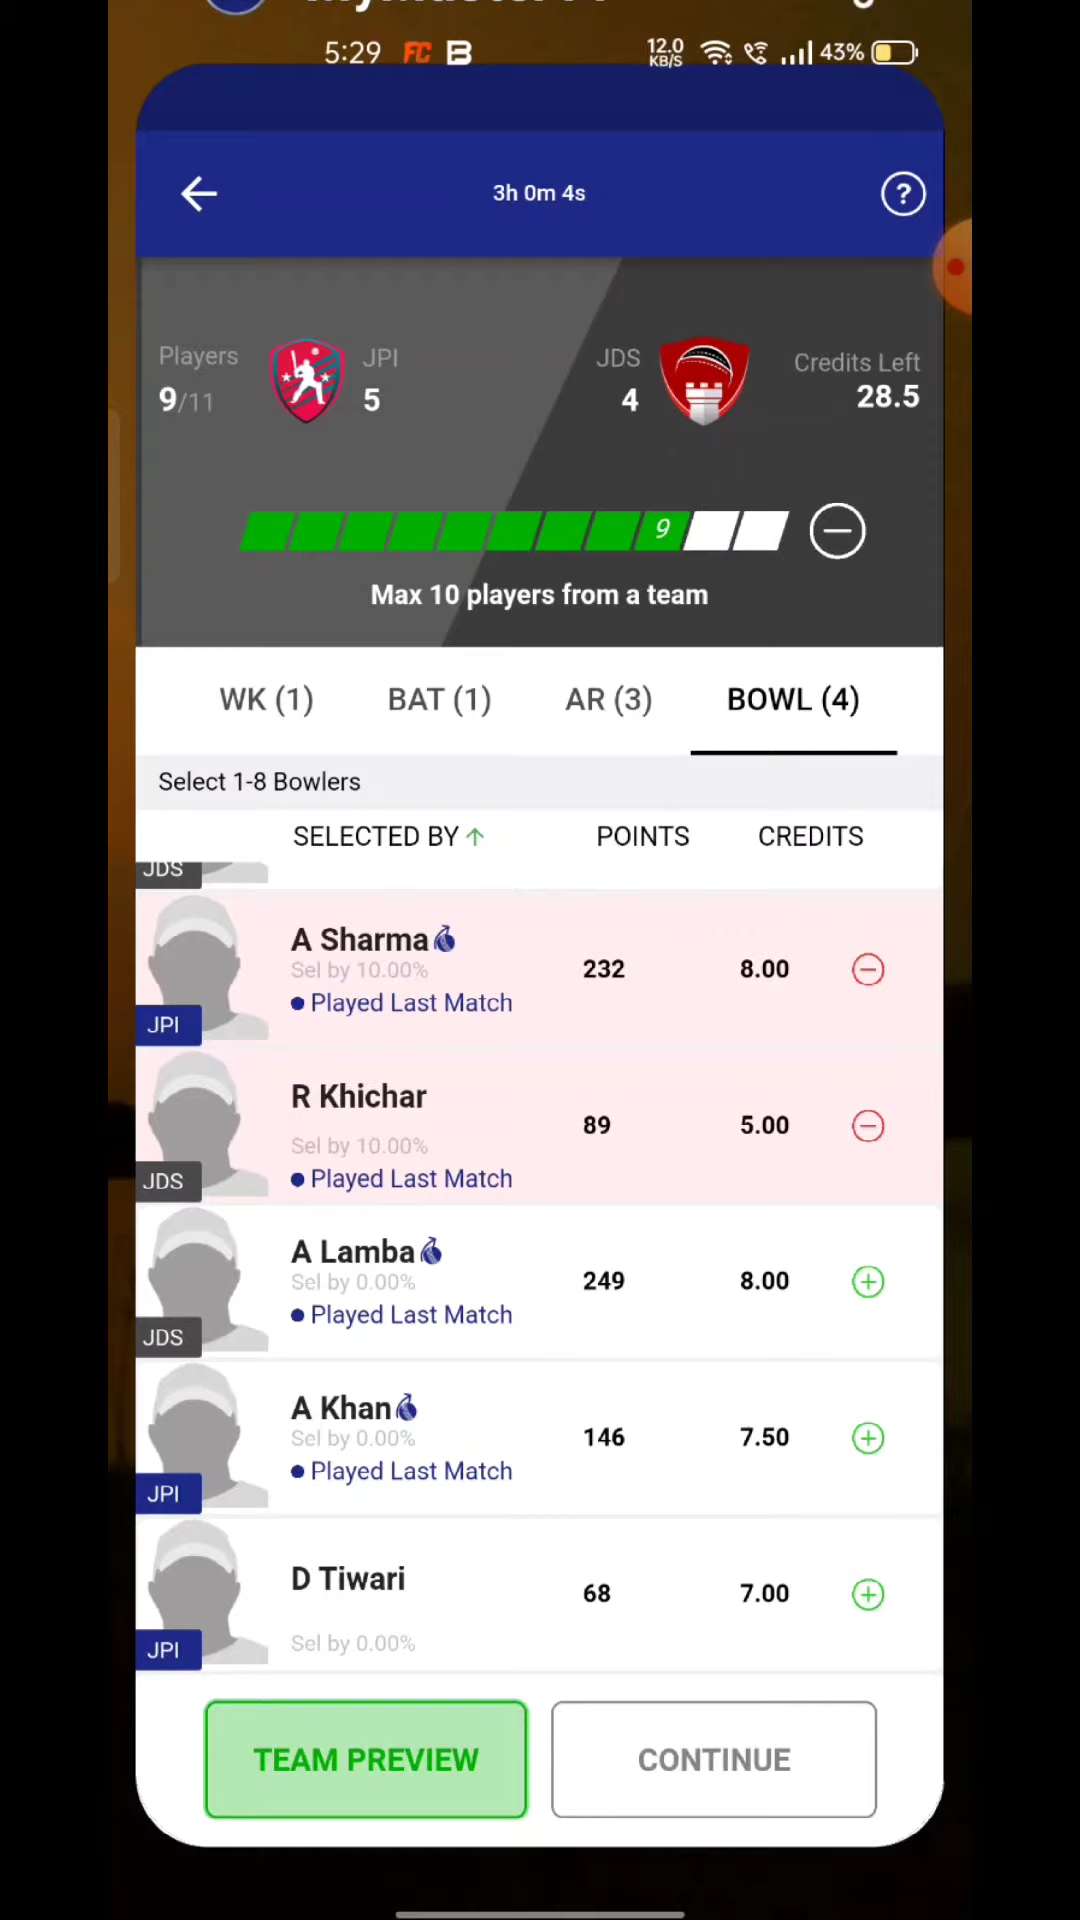 5:29 FC B 12.0 KB/S 43%
3h 0m 4s ?
Players JPI JDS Credits Left
9/11 5 4 28.5
9
Max 10 players from a team
WK (1) BAT (1) AR (3) BOWL (4)
Select 1-8 Bowlers
SELECTED BY POINTS CREDITS
JDS
A Sharma
Sel by 10.00% 232 8.00
Played Last Match
JPI
R Khichar
89 5.00
Sel by 10.00%
Played Last Match
JDS
A Lamba
Sel by 0.00% 249 8.00
Played Last Match
JDS
A Khan
Sel by 0.00% 146 7.50
Played Last Match
JPI
D Tiwari
68 7.00
Sel by 0.00%
JPI
TEAM PREVIEW CONTINUE